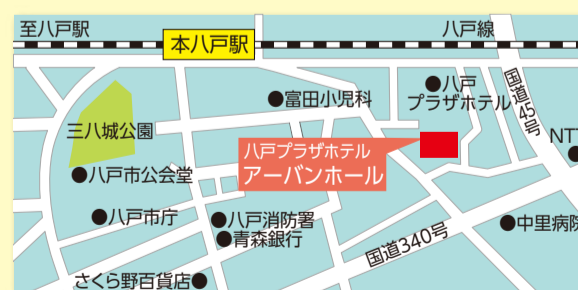 至八戸駅
本八戸駅
八戸線
国道45号
八戸
プラザホテル
富田小児科
三八城公園
八戸プラザホテル
アーバンホール
NT
八戸市公会堂
八戸市庁
八戸消防署
青森銀行
中里病院
国道340号
さくら野百貨店